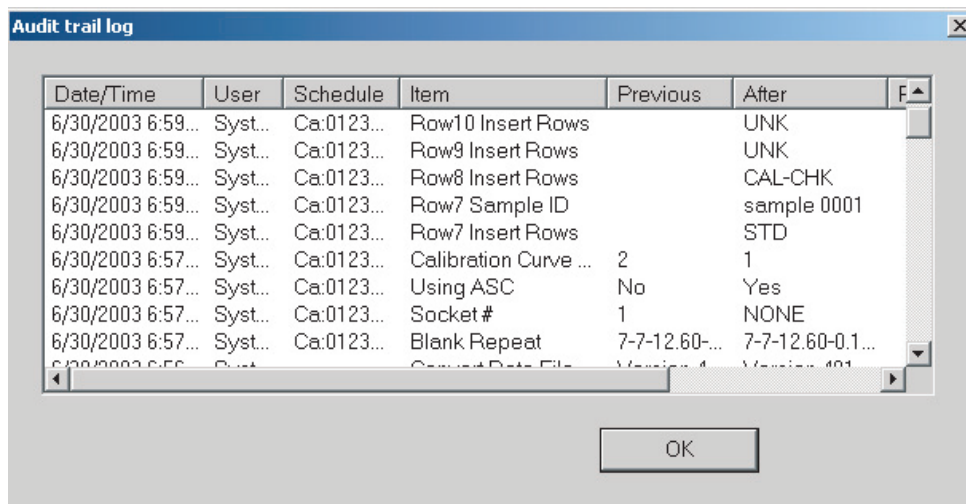 Audit trail log
Date/Time User Schedule Item Previous After
6/30/2003 6:59... Syst... Ca:0123... Row10 Insert Rows UNK
6/30/2003 6:59... Syst... Ca:0123... Row9 Insert Rows UNK
6/30/2003 6:59... Syst... Ca:0123... Row8 Insert Rows CAL-CHK
6/30/2003 6:59... Syst... Ca:0123... Row7 Sample ID sample 0001
6/30/2003 6:59... Syst... Ca:0123... Row7 Insert Rows STD
6/30/2003 6:57... Syst... Ca:0123... Calibration Curve ... 2 1
6/30/2003 6:57... Syst... Ca:0123... Using ASC No Yes
6/30/2003 6:57... Syst... Ca:0123... Socket # 1 NONE
6/30/2003 6:57... Syst... Ca:0123... Blank Repeat 7-7-12.60-... 7-7-12.60-0.1...
Convert Data File
OK